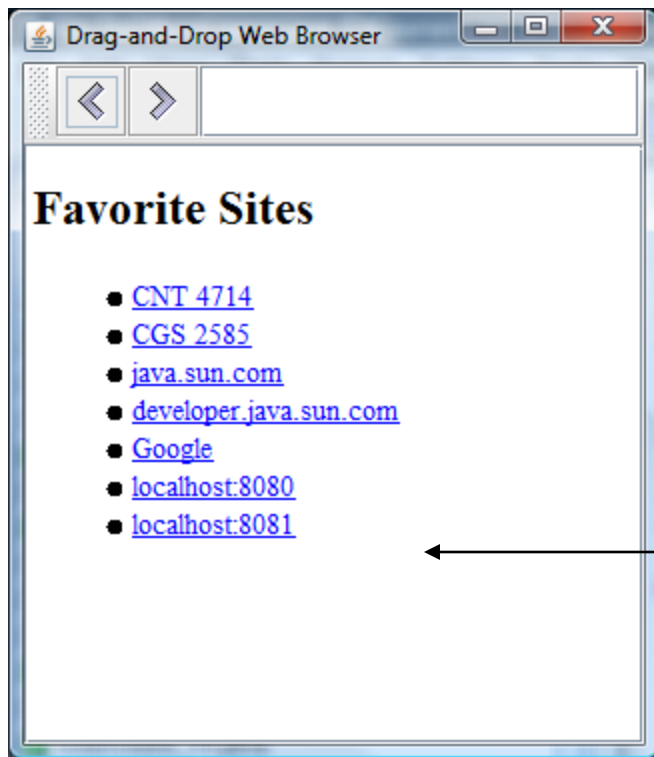 Drag-and-Drop Web Browser
Favorite Sites
CNT 4714
CGS 2585
java.sun.com
developer.java.sun.com
Google
localhost:8080
localhost:8081